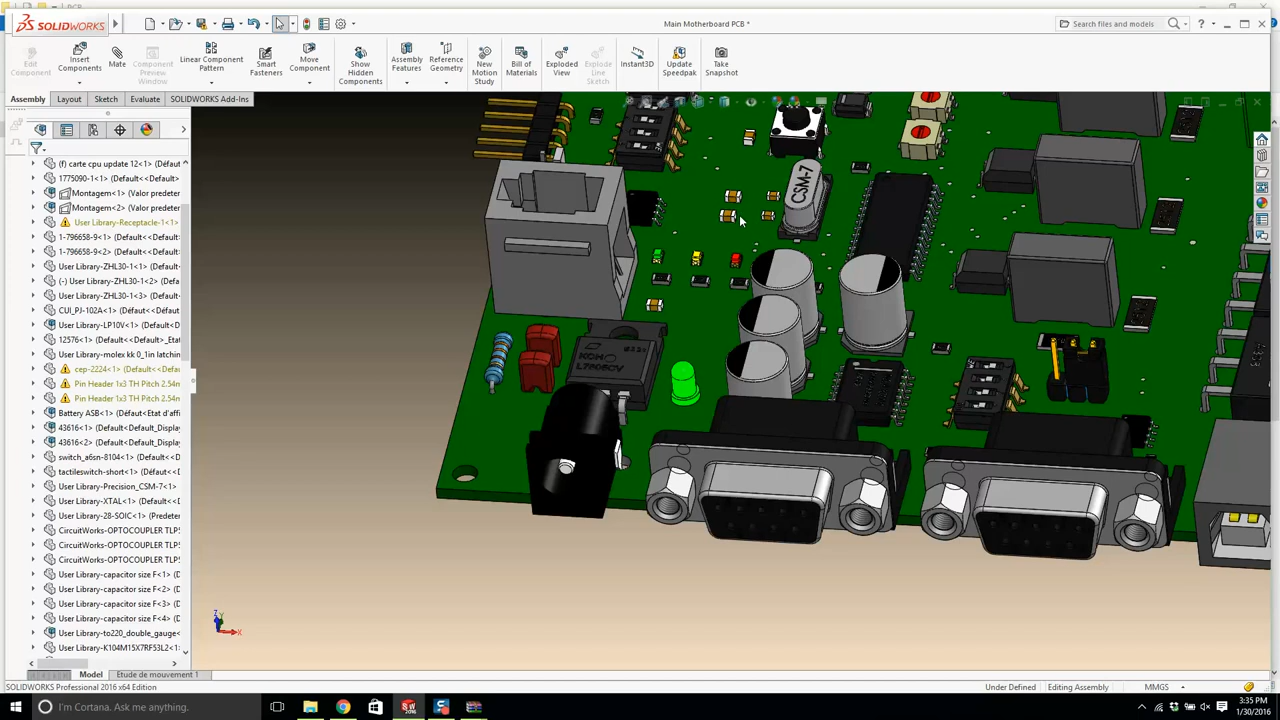 SOLIDWORKS
Main Motherboard PCB *
Search files and models
Edit Component
Insert Components
Mate
Component Preview Window
Linear Component Pattern
Smart Fasteners
Move Component
Show Hidden Components
Assembly Features
Reference Geometry
New Motion Study
Bill of Materials
Exploded View
Explode Line Sketch
Instant3D
Update Speedpak
Take Snapshot
Assembly Layout Sketch Evaluate SOLIDWORKS Add-Ins
(f) carte cpu update 12<1> (Défaut
1775090-1<1> (Default<<Default>
Montagem<1> (Valor predeter
Montagem<2> (Valor predeter
User Library-Receptacle-1<1>
1-796658-9<1> (Default<<Defau
1-796658-9<2> (Default<<Defau
User Library-ZHL30-1<1> (Defau
(-) User Library-ZHL30-1<2> (De
User Library-ZHL30-1<3> (Defau
CUI_PJ-102A<1> (Default<<Defa
User Library-LP10V<1> (Default
12576<1> (Default<<Default>_D
User Library-molex kk 0_1in latchin
cep-2224<1> (Default<<Defa
Pin Header 1x3 TH Pitch 2.54n
Pin Header 1x3 TH Pitch 2.54n
Battery ASB<1> (Défaut<Etat d'affi
43616<1> (Default<Default_Display
43616<2> (Default<Default_Display
switch_a6sn-8104<1> (Default<
tactileswitch-short<1> (Default<
User Library-Precision_CSM-7<1>
User Library-XTAL<1> (Default<
User Library-28-SOIC<1> (Predeter
CircuitWorks-OPTOCOUPLER TLP5
CircuitWorks-OPTOCOUPLER TLP5
CircuitWorks-OPTOCOUPLER TLP5
User Library-capacitor size F<1> (D
User Library-capacitor size F<2> (D
User Library-capacitor size F<3> (D
User Library-capacitor size F<4> (D
User Library-to220_double_gauge<
User Library-K104M15X7RF53L2<1
CSM-7
L7805CV
Z
X
Model Etude de mouvement 1
SOLIDWORKS Professional 2016 x64 Edition
Under Defined Editing Assembly MMGS
I'm Cortana. Ask me anything.
3:35 PM
1/30/2016